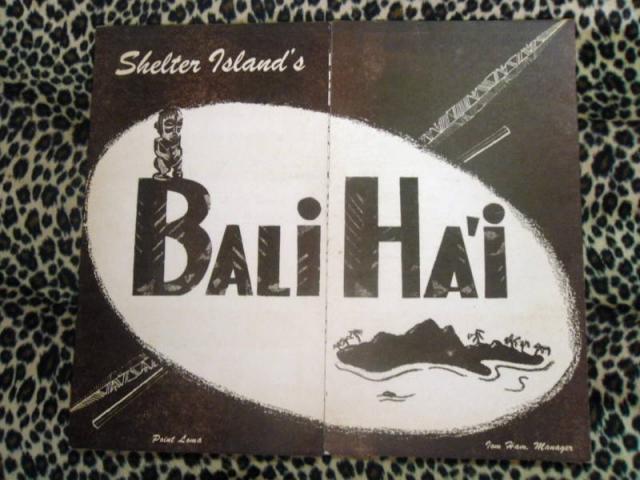 Shelter Island's
Bali Ha'i
Point Loma
Tom Ham, Manager